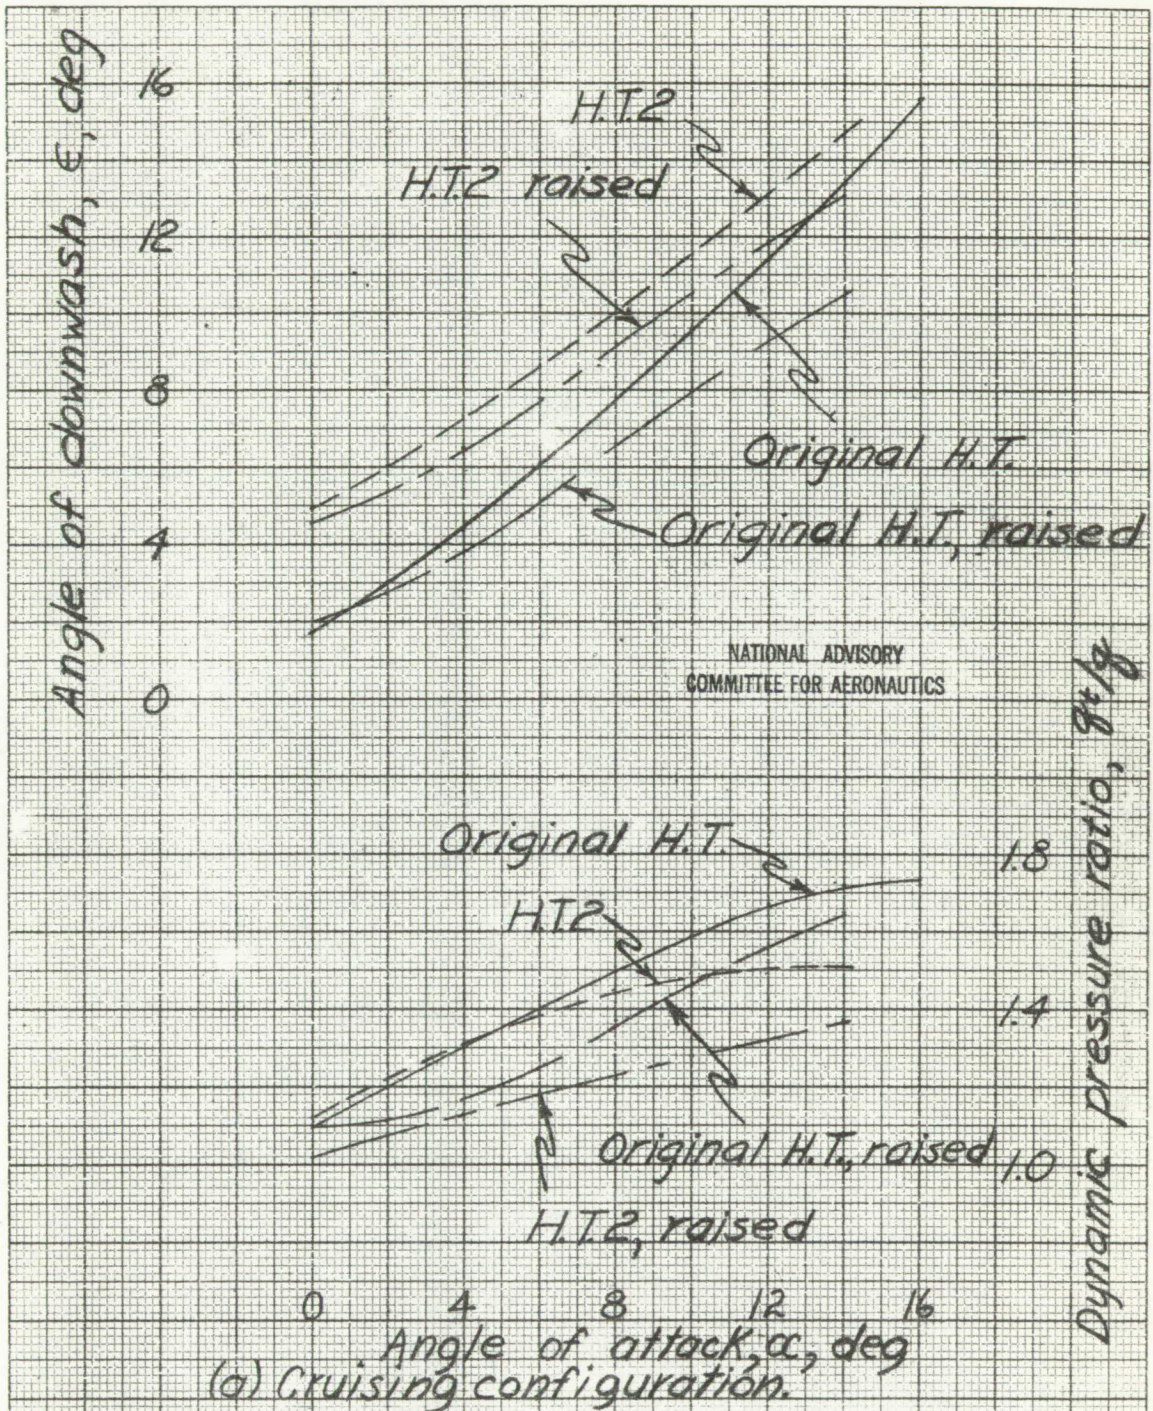 Angle of downwash, ϵ, deg
16
12
8
4
0
H.T.2
H.T.2 raised
Original H.T.
Original H.T., raised
NATIONAL ADVISORY
COMMITTEE FOR AERONAUTICS
Dynamic pressure ratio, qt/q
1.8
1.4
1.0
Original H.T.
H.T.2
Original H.T., raised
H.T.2, raised
0 4 8 12 16
Angle of attack, α, deg
(a) Cruising configuration.